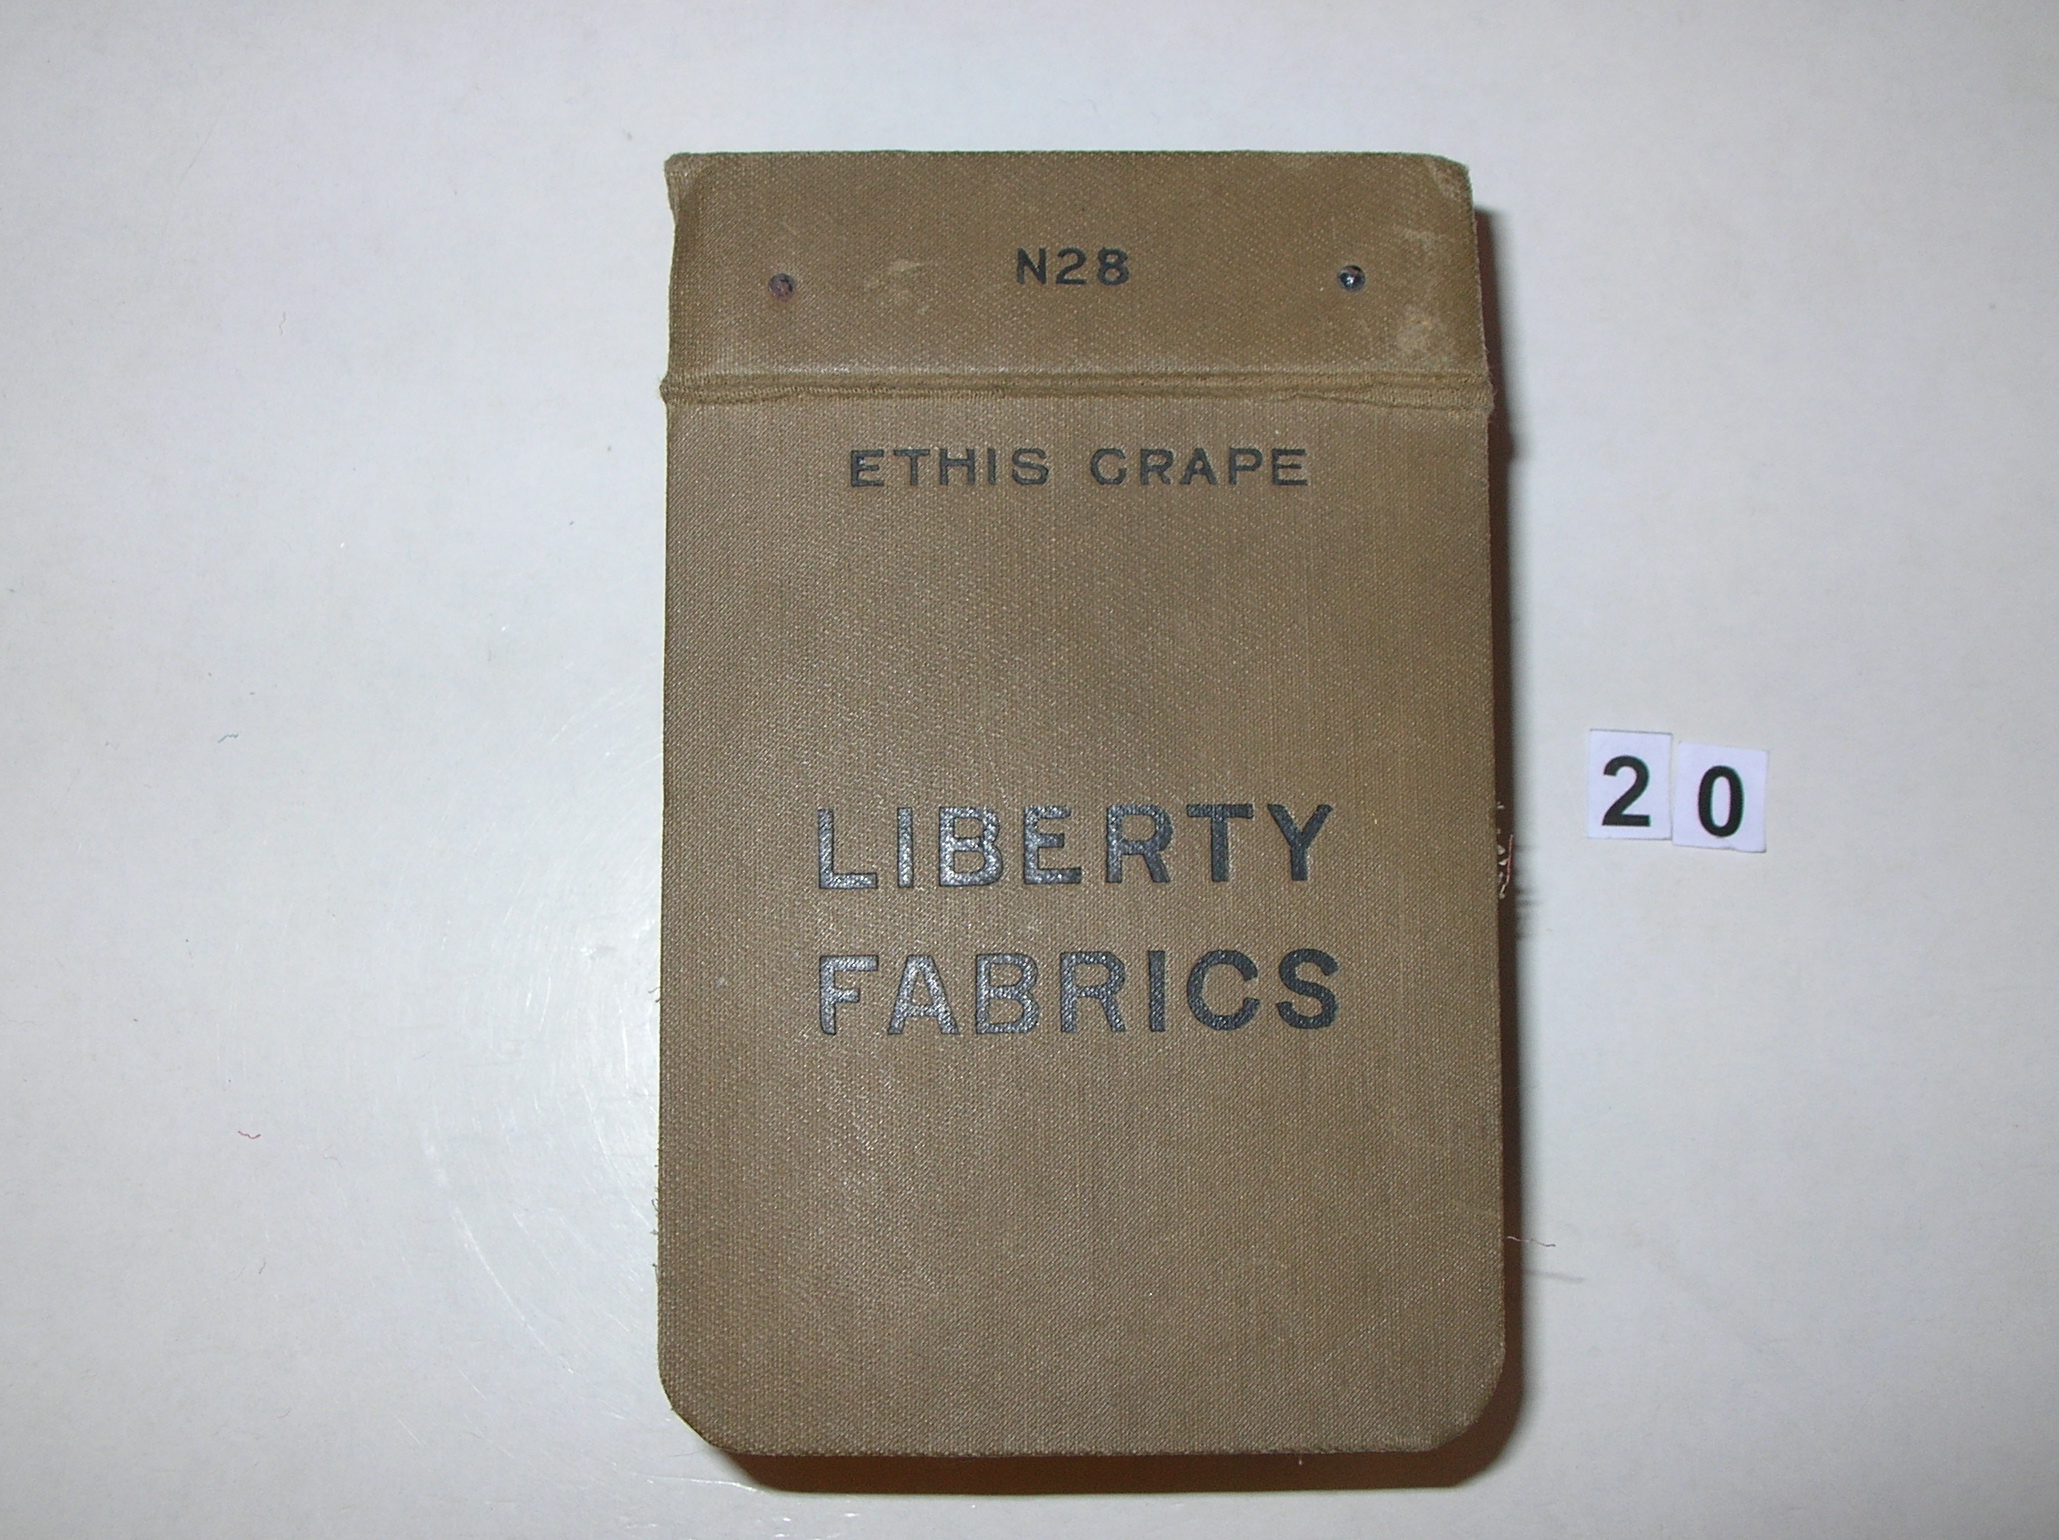 N28
ETHIS CRAPE
LIBERTY
FABRICS
20